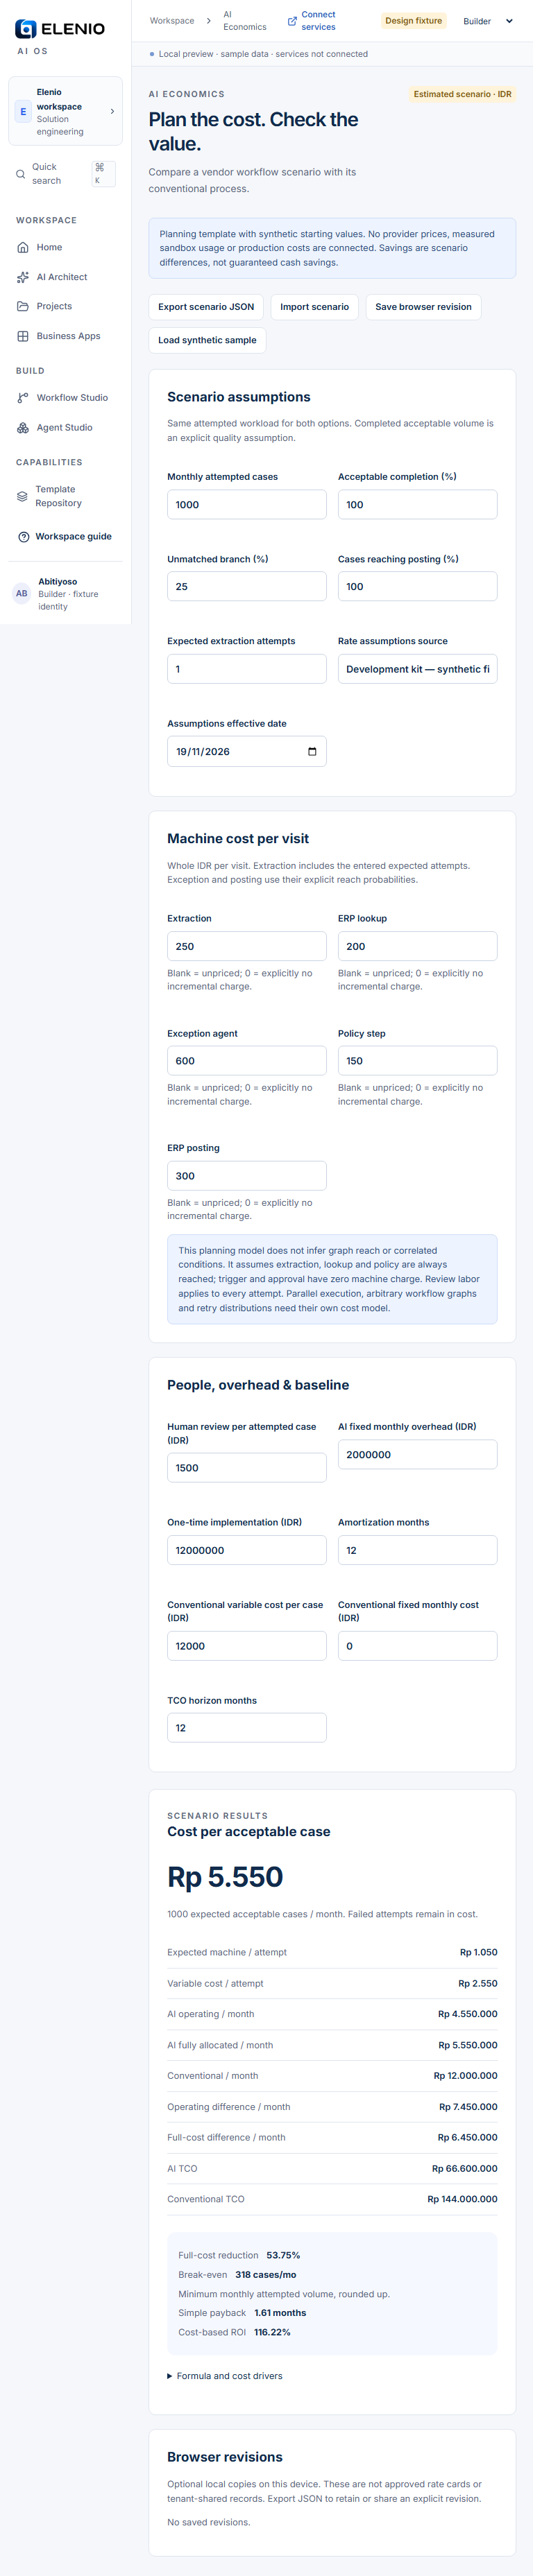 ELENIO
AI OS
Elenio
workspace
Solution
engineering
E
Quick
search
⌘
K
WORKSPACE
Home
AI Architect
Projects
Business Apps
BUILD
Workflow Studio
Agent Studio
CAPABILITIES
Template
Repository
Workspace guide
AB
Abitiyoso
Builder · fixture
identity
Workspace
AI
Economics
Connect
services
Design fixture
Builder
Local preview · sample data · services not connected
AI ECONOMICS
Estimated scenario · IDR
Plan the cost. Check the
value.
Compare a vendor workflow scenario with its
conventional process.
Planning template with synthetic starting values. No provider prices, measured
sandbox usage or production costs are connected. Savings are scenario
differences, not guaranteed cash savings.
Export scenario JSON
Import scenario
Save browser revision
Load synthetic sample
Scenario assumptions
Same attempted workload for both options. Completed acceptable volume is
an explicit quality assumption.
Monthly attempted cases
Acceptable completion (%)
1000
100
Unmatched branch (%)
Cases reaching posting (%)
25
100
Expected extraction attempts
Rate assumptions source
1
Development kit — synthetic fi
Assumptions effective date
19/11/2026
Machine cost per visit
Whole IDR per visit. Extraction includes the entered expected attempts.
Exception and posting use their explicit reach probabilities.
Extraction
ERP lookup
250
200
Blank = unpriced; 0 = explicitly no
incremental charge.
Blank = unpriced; 0 = explicitly no
incremental charge.
Exception agent
Policy step
600
150
Blank = unpriced; 0 = explicitly no
incremental charge.
Blank = unpriced; 0 = explicitly no
incremental charge.
ERP posting
300
Blank = unpriced; 0 = explicitly no
incremental charge.
This planning model does not infer graph reach or correlated
conditions. It assumes extraction, lookup and policy are always
reached; trigger and approval have zero machine charge. Review labor
applies to every attempt. Parallel execution, arbitrary workflow graphs
and retry distributions need their own cost model.
People, overhead & baseline
Human review per attempted case
(IDR)
AI fixed monthly overhead (IDR)
1500
2000000
One-time implementation (IDR)
Amortization months
12000000
12
Conventional variable cost per case
(IDR)
Conventional fixed monthly cost
(IDR)
12000
0
TCO horizon months
12
SCENARIO RESULTS
Cost per acceptable case
Rp 5.550
1000 expected acceptable cases / month. Failed attempts remain in cost.
Expected machine / attempt Rp 1.050
Variable cost / attempt Rp 2.550
AI operating / month Rp 4.550.000
AI fully allocated / month Rp 5.550.000
Conventional / month Rp 12.000.000
Operating difference / month Rp 7.450.000
Full-cost difference / month Rp 6.450.000
AI TCO Rp 66.600.000
Conventional TCO Rp 144.000.000
Full-cost reduction 53.75%
Break-even 318 cases/mo
Minimum monthly attempted volume, rounded up.
Simple payback 1.61 months
Cost-based ROI 116.22%
Formula and cost drivers
Browser revisions
Optional local copies on this device. These are not approved rate cards or
tenant-shared records. Export JSON to retain or share an explicit revision.
No saved revisions.